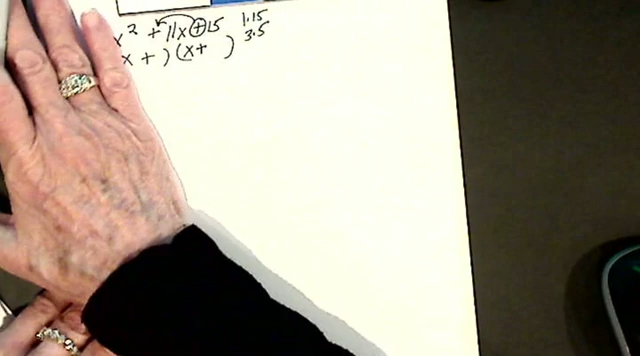 x² + 11x + 15 1·15
x + ) (x + ) 3·5